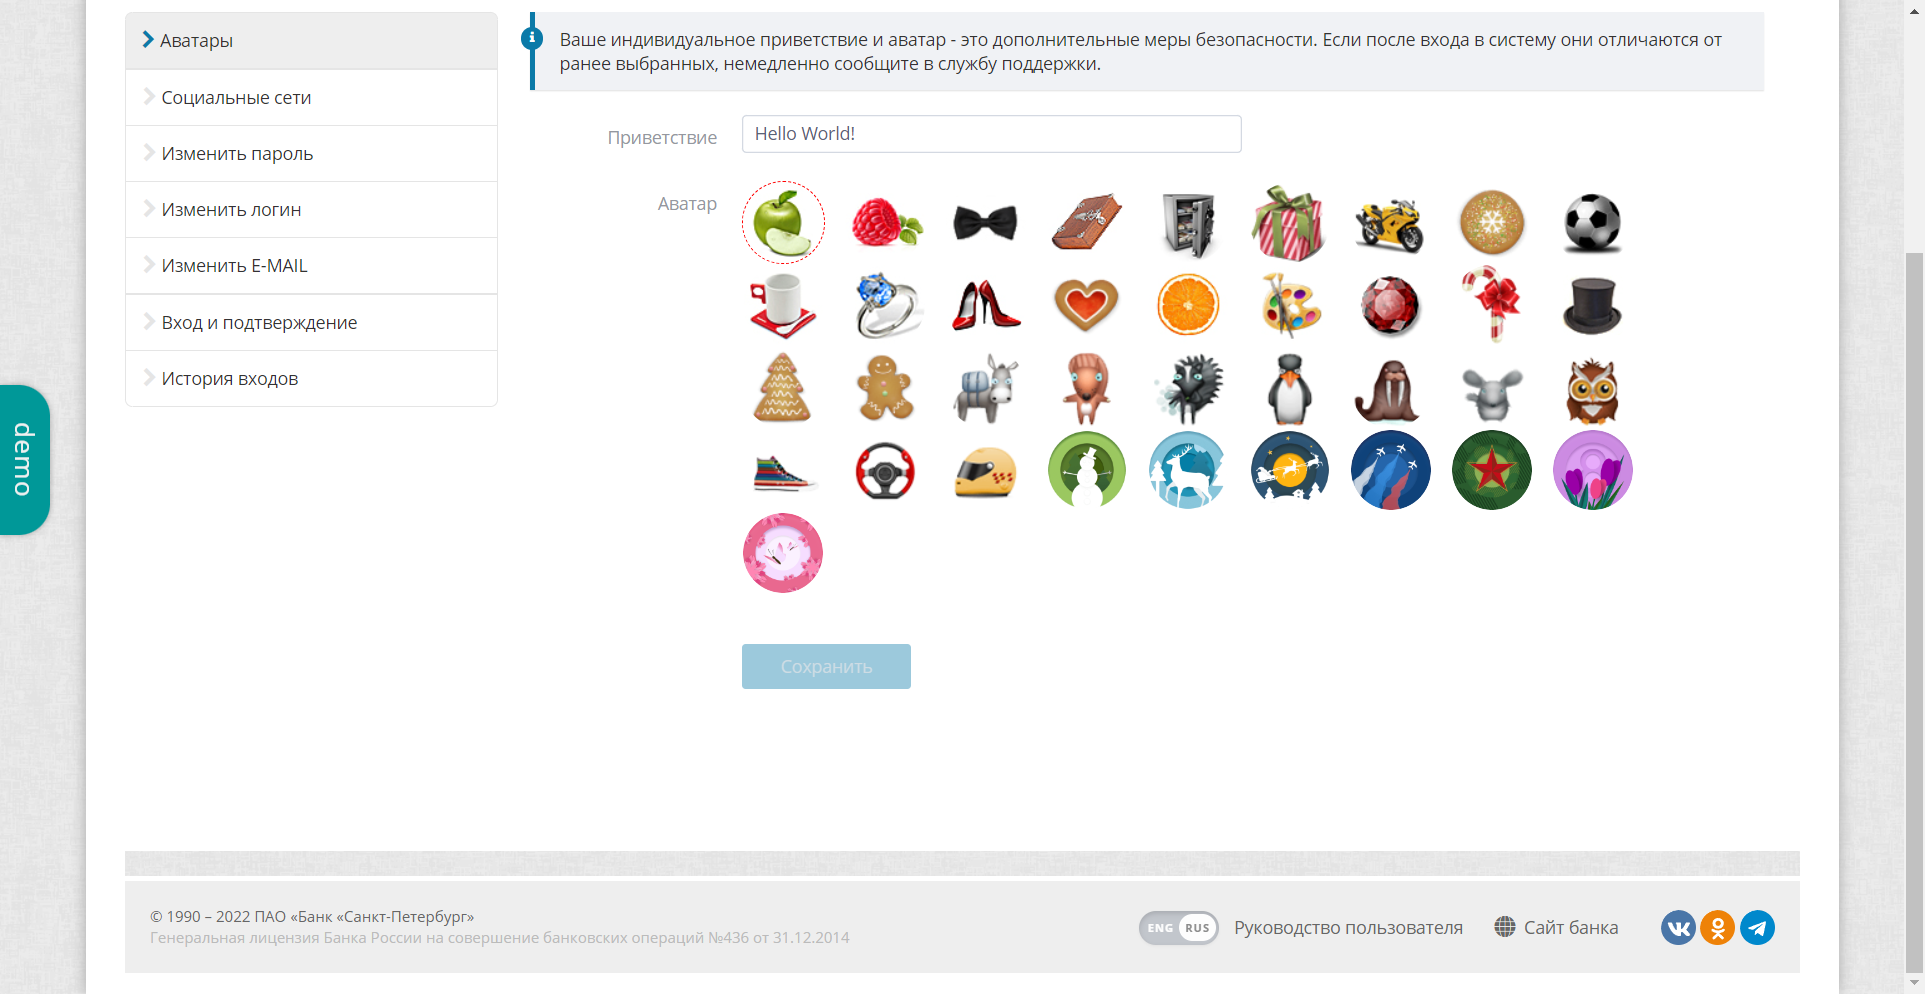 Аватары
Социальные сети
Изменить пароль
Изменить логин
Изменить E-MAIL
Вход и подтверждение
История входов
demo
Ваше индивидуальное приветствие и аватар - это дополнительные меры безопасности. Если после входа в систему они отличаются от
ранее выбранных, немедленно сообщите в службу поддержки.
Приветствие
Hello World!
Аватар
Сохранить
© 1990 – 2022 ПАО «Банк «Санкт-Петербург»
Генеральная лицензия Банка России на совершение банковских операций №436 от 31.12.2014
ENG RUS
Руководство пользователя
Сайт банка